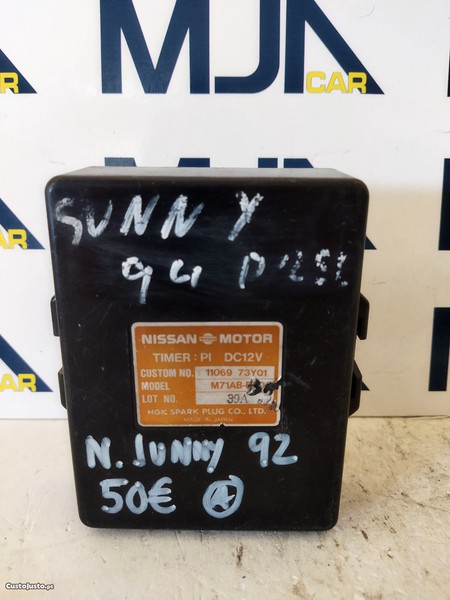 MJA
CAR
CAR
SUNNY
94 D
NISSAN MOTOR
TIMER : PI DC12V
CUSTOM NO. 11069 73Y01
MODEL M71AB-
LOT NO. 39A
NGK SPARK PLUG CO., LTD.
MADE IN JAPAN
N. SUNNY 92
50€ A
CustoJusto.pt